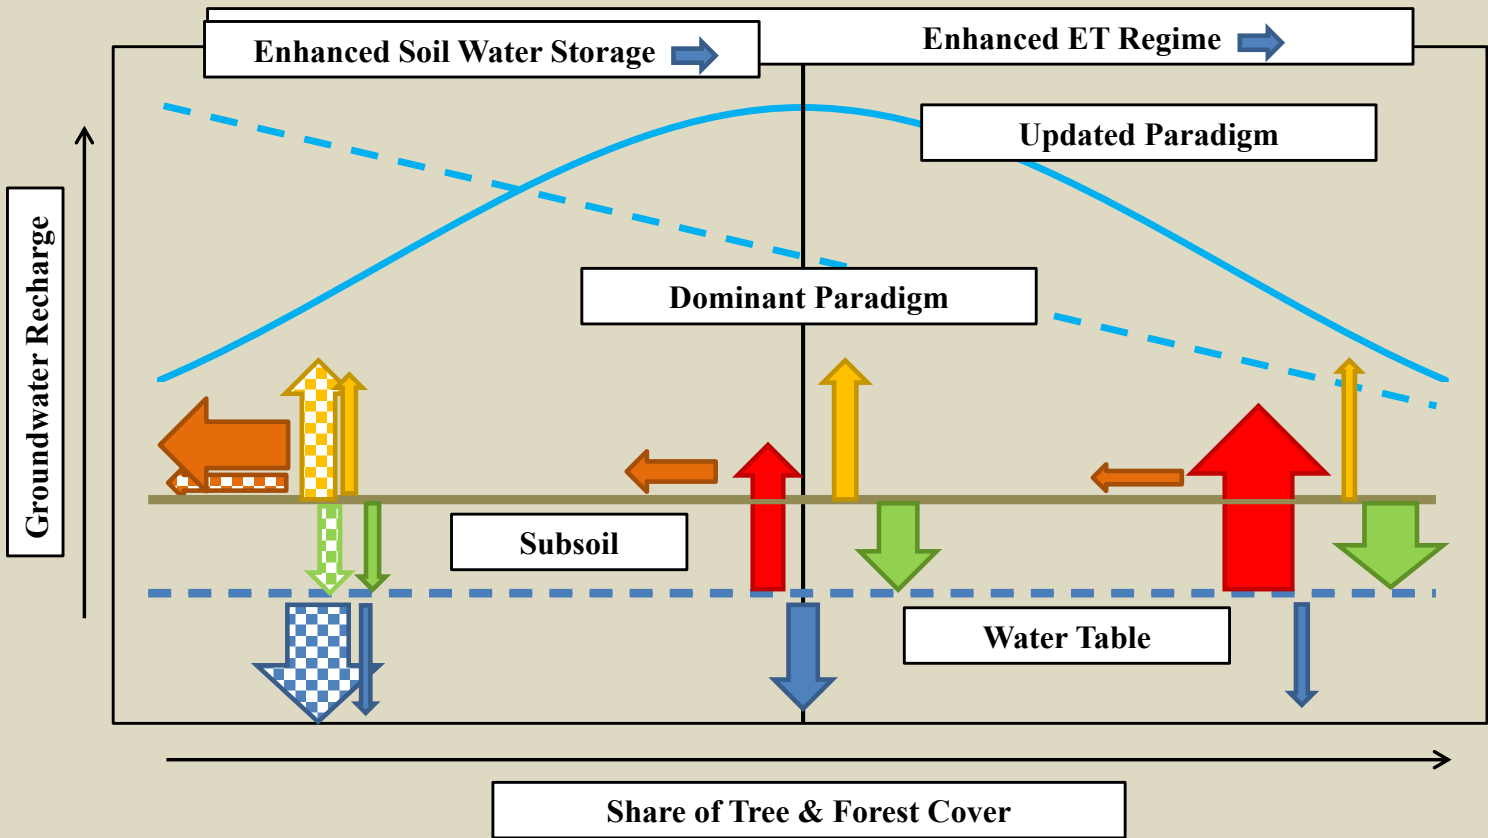 Enhanced Soil Water Storage
Enhanced ET Regime
Updated Paradigm
Dominant Paradigm
Groundwater Recharge
Subsoil
Water Table
Share of Tree & Forest Cover